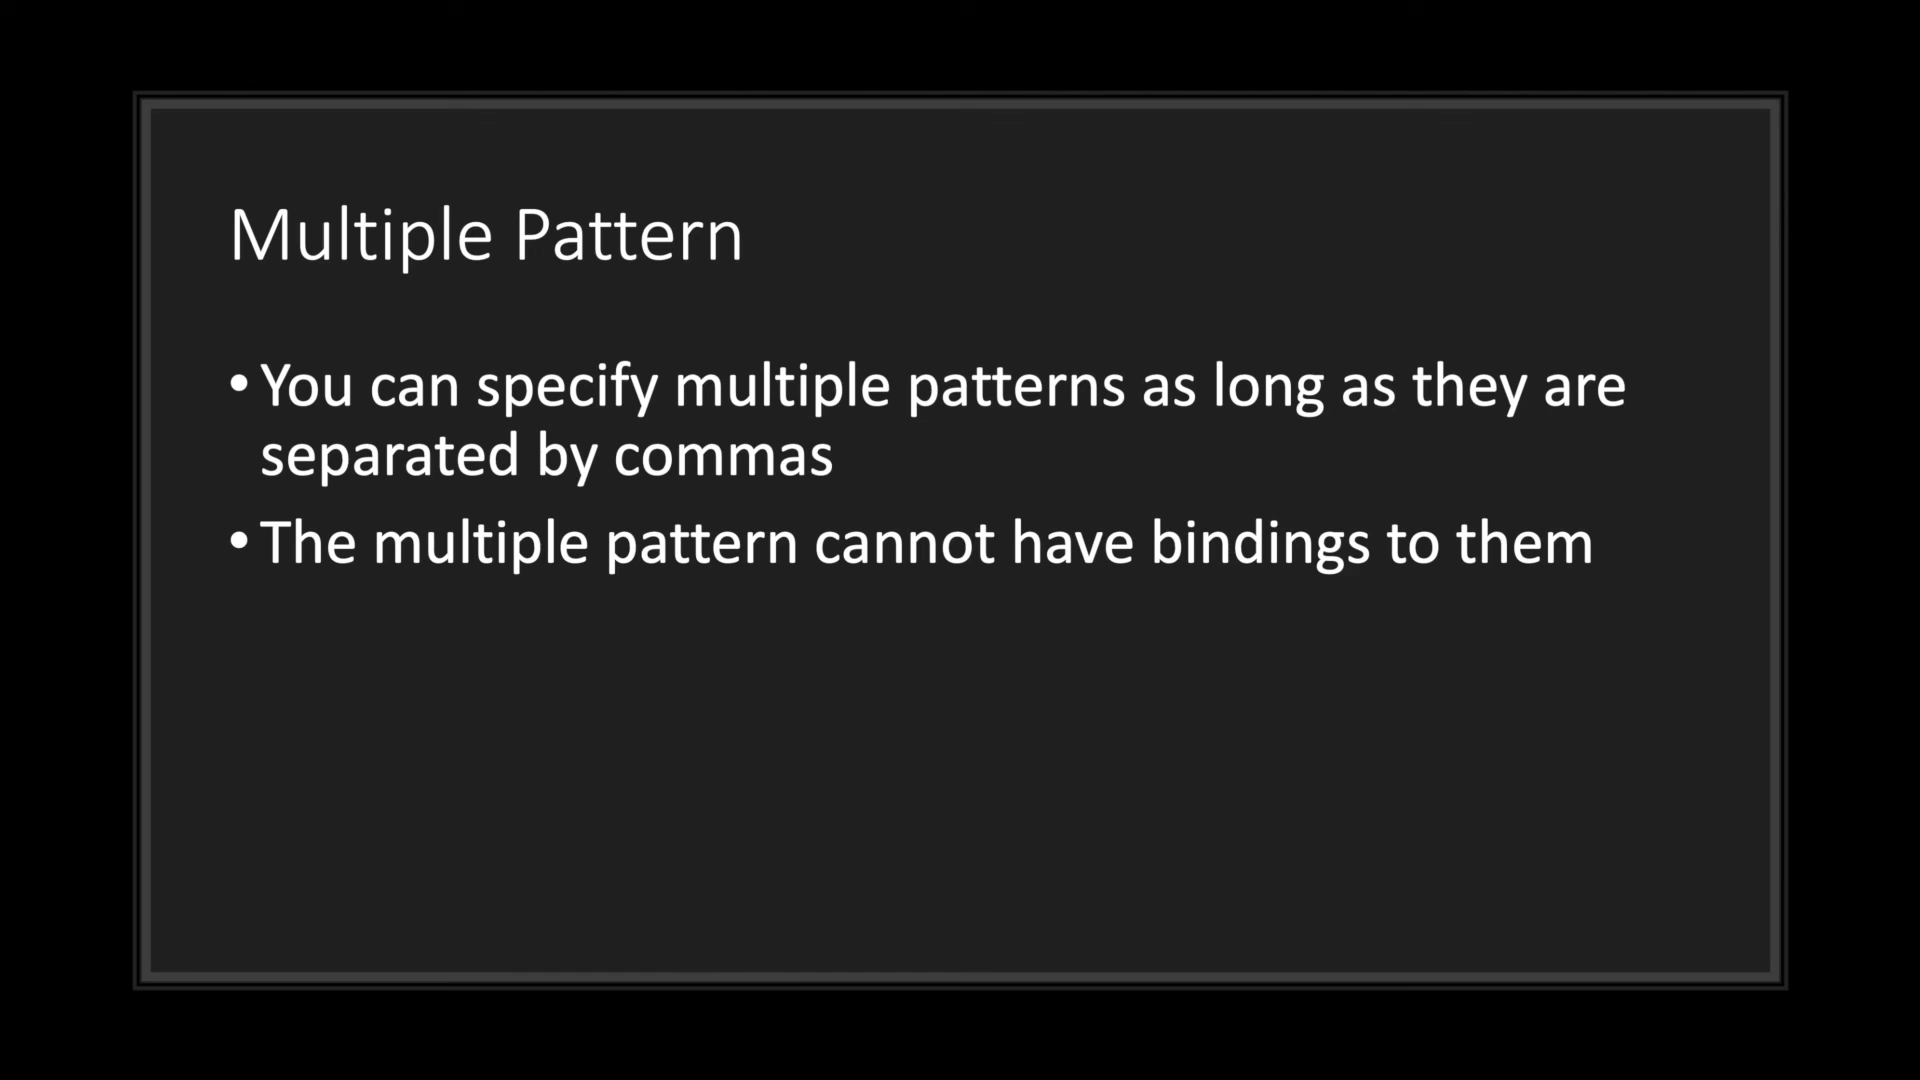 Multiple Pattern
• You can specify multiple patterns as long as they are
separated by commas
• The multiple pattern cannot have bindings to them